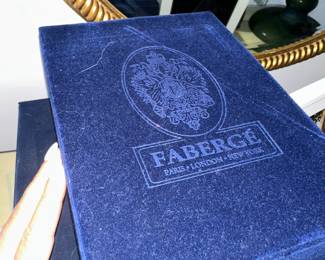 FABERGÉ
PARIS • LONDON • NEW YORK